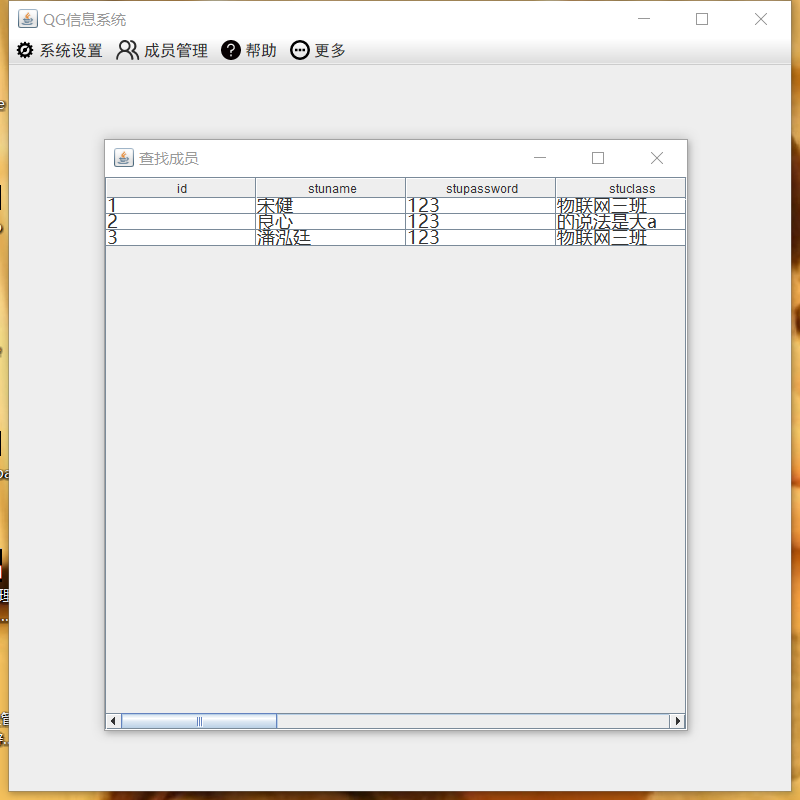 QG信息系统
系统设置 成员管理 帮助 更多
查找成员
id stuname stupassword stuclass
1 宋健 123 物联网三班
2 良心 123 的说法是大a
3 潘泓廷 123 物联网三班